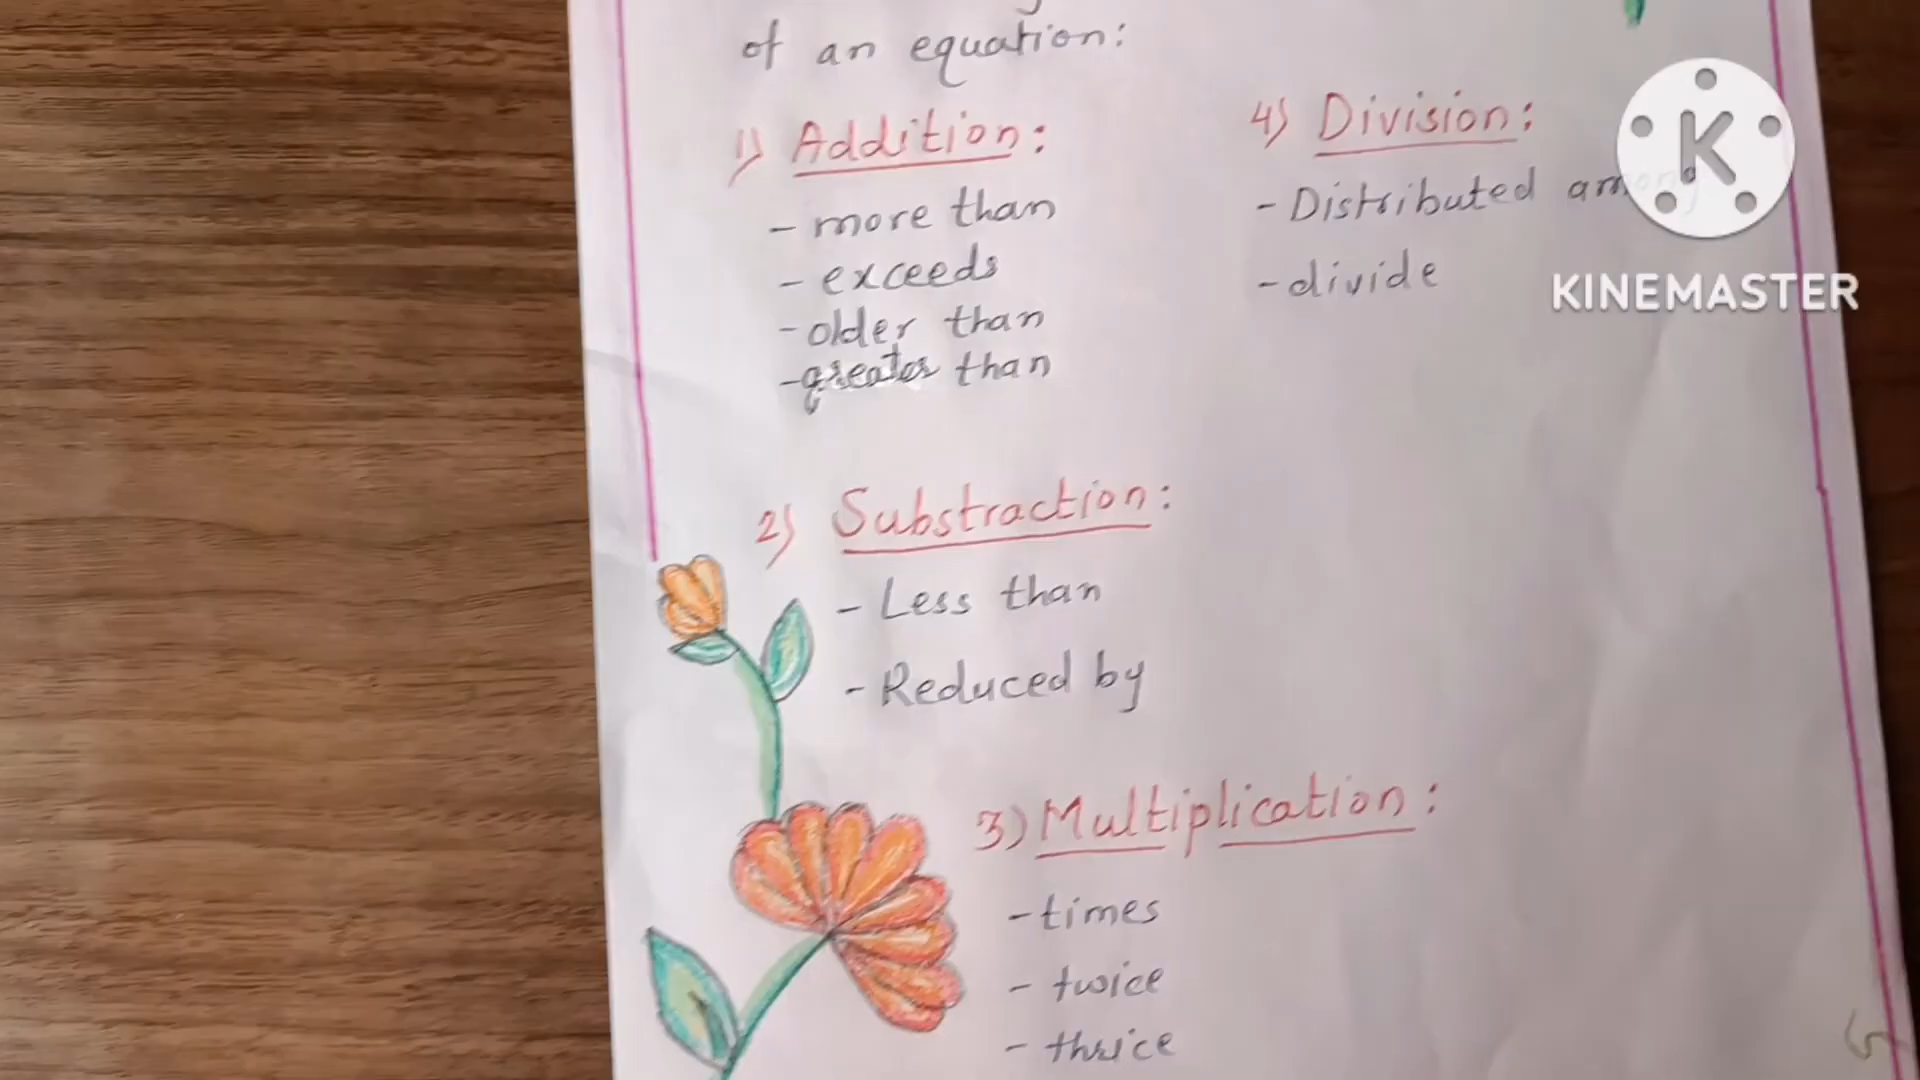 of an equation:
1) Addition:
- more than
- exceeds
- older than
- greater than
2) Substraction:
- Less than
- Reduced by
3) Multiplication:
- times
- twice
- thrice
4) Division:
- Distributed
- divide
K
KINEMASTER